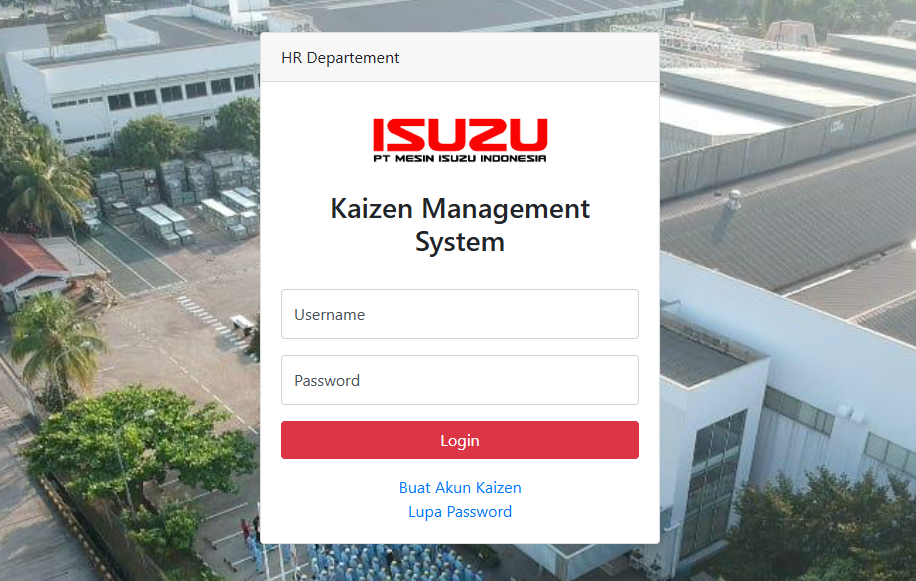 HR Departement
ISUZU
PT MESIN ISUZU INDONESIA
Kaizen Management
System
Username
Password
Login
Buat Akun Kaizen
Lupa Password